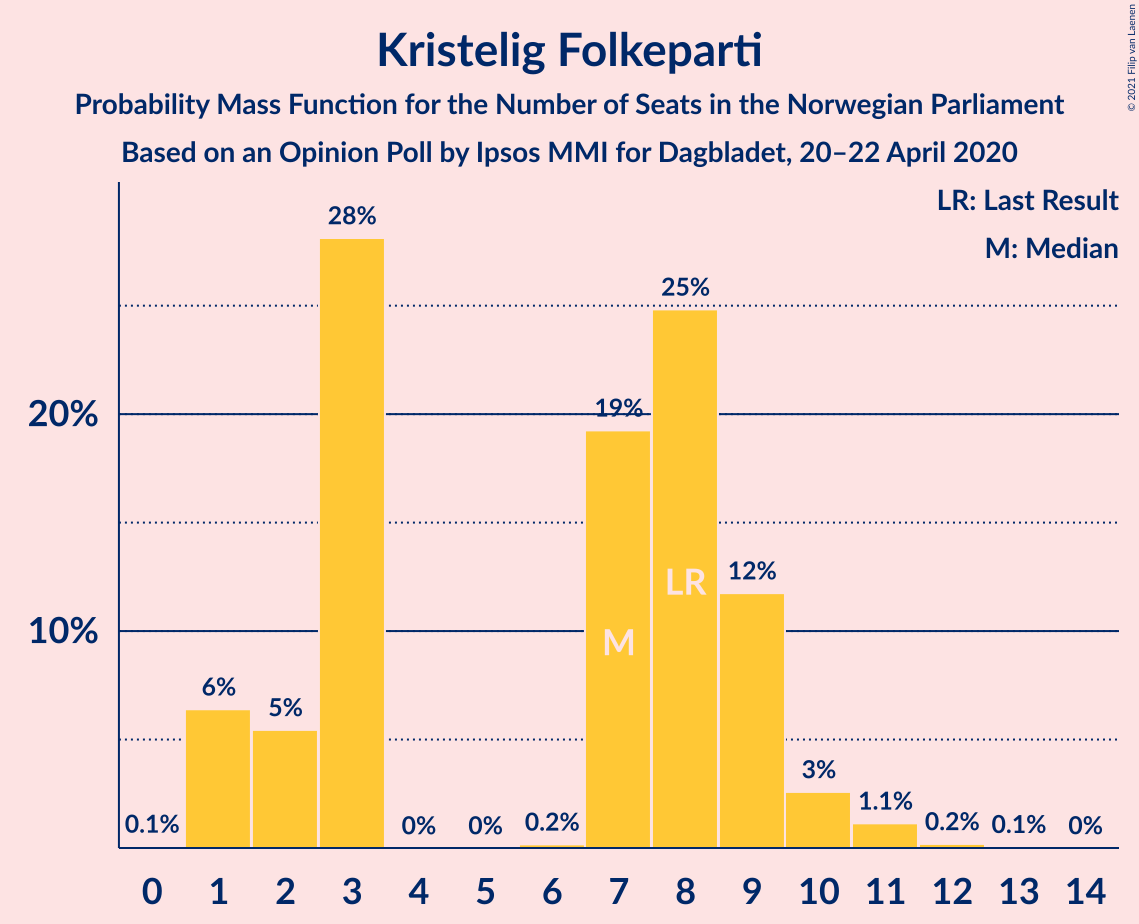 Kristelig Folkeparti
Probability Mass Function for the Number of Seats in the Norwegian Parliament
Based on an Opinion Poll by Ipsos MMI for Dagbladet, 20–22 April 2020
© 2021 Filip van Laenen
LR: Last Result
M: Median
28%
25%
20%
19%
12%
LR
10%
M
6%
5%
3%
1.1%
0.1% 0% 0% 0.2% 0.2% 0.1% 0%
0 1 2 3 4 5 6 7 8 9 10 11 12 13 14